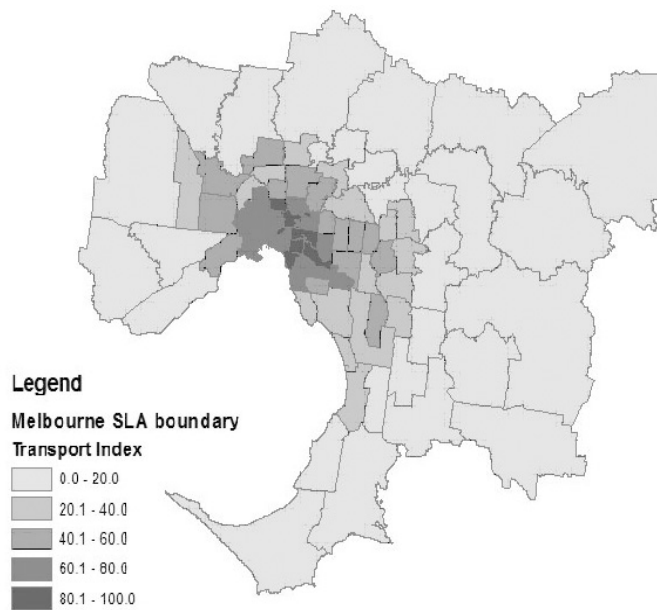 Legend
Melbourne SLA boundary
Transport Index
0.0 - 20.0
20.1 - 40.0
40.1 - 60.0
60.1 - 80.0
80.1 - 100.0